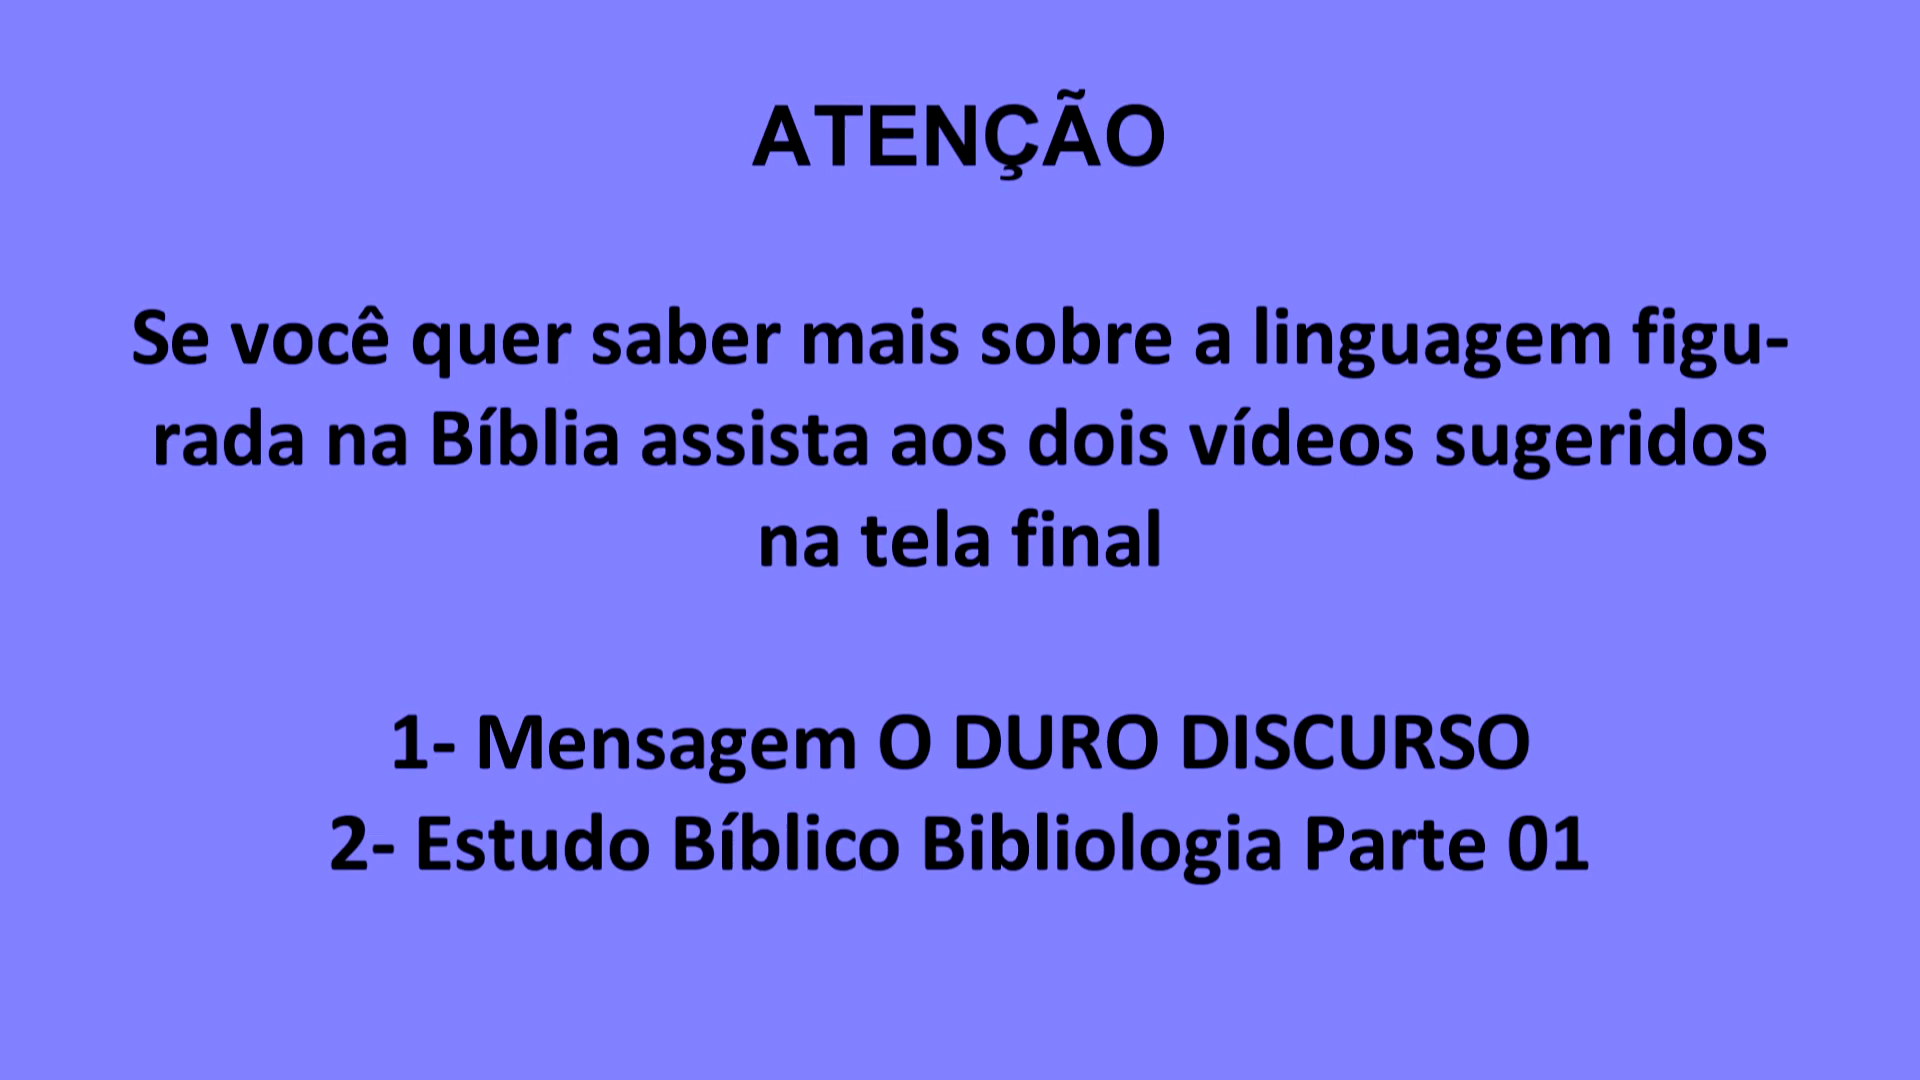 ATENÇÃO
Se você quer saber mais sobre a linguagem figu-
rada na Bíblia assista aos dois vídeos sugeridos
na tela final
1- Mensagem O DURO DISCURSO
2- Estudo Bíblico Bibliologia Parte 01